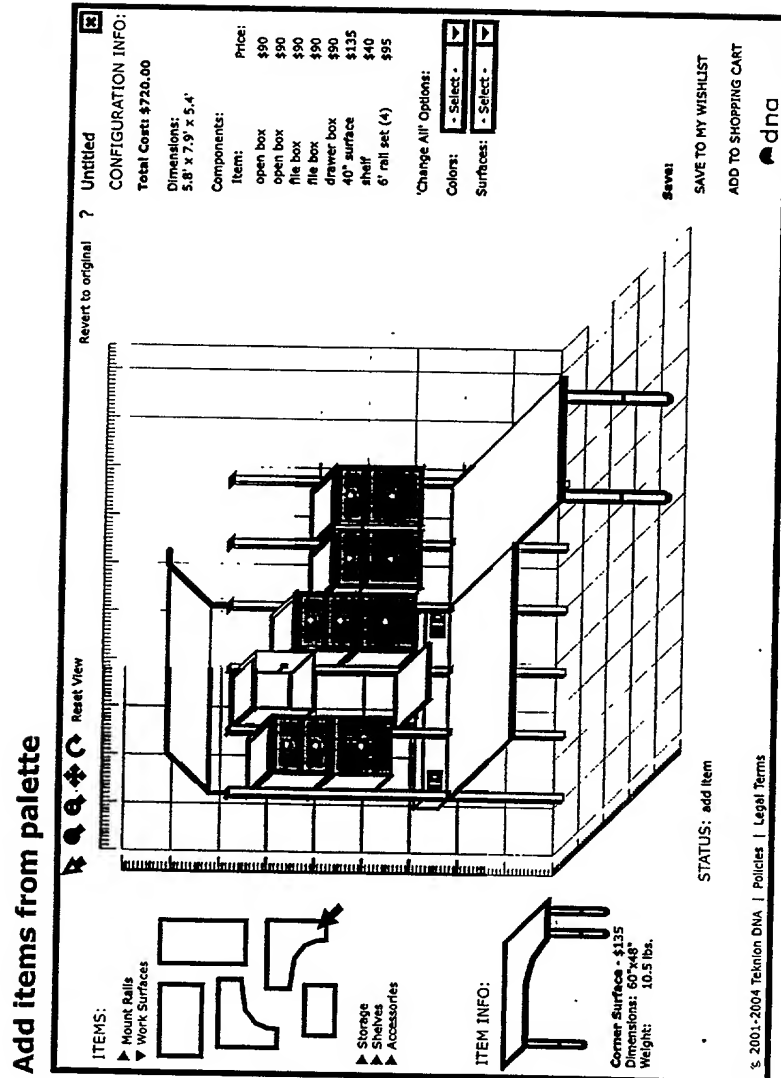 Add items from palette
Reset View
Revert to original ? Untitled
ITEMS:
Mount Rails
Work Surfaces
Storage
Shelves
Accessories
ITEM INFO:
Corner Surface - $135
Dimensions: 60"x48"
Weight: 10.5 lbs.
STATUS: add item
CONFIGURATION INFO:
Total Cost: $720.00
Dimensions:
5.8' x 7.9' x 5.4'
Components:
Item: Price:
open box $90
open box $90
file box $90
file box $90
drawer box $90
40" surface $135
shelf $40
6' rail set (4) $95
'Change All' Options:
Colors: - Select -
Surfaces: - Select -
Save:
SAVE TO MY WISHLIST
ADD TO SHOPPING CART
dna
's 2001-2004 Teknion DNA | Policies | Legal Terms